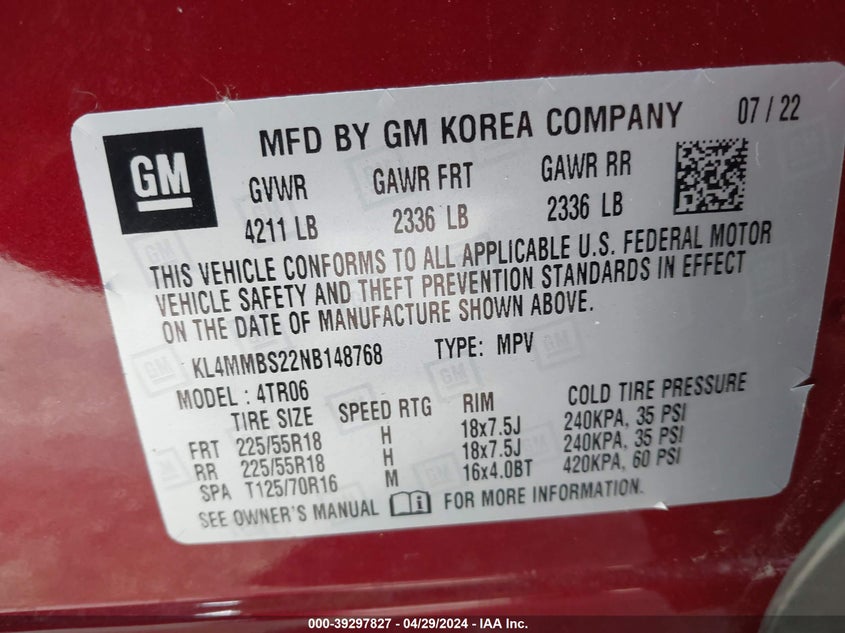 GM
MFD BY GM KOREA COMPANY 07 / 22
GVWR GAWR FRT GAWR RR
4211 LB 2336 LB 2336 LB
THIS VEHICLE CONFORMS TO ALL APPLICABLE U.S. FEDERAL MOTOR
VEHICLE SAFETY AND THEFT PREVENTION STANDARDS IN EFFECT
ON THE DATE OF MANUFACTURE SHOWN ABOVE.
KL4MMBS22NB148768 TYPE: MPV
MODEL : 4TR06
TIRE SIZE SPEED RTG RIM COLD TIRE PRESSURE
FRT 225/55R18 H 18x7.5J 240KPA, 35 PSI
RR 225/55R18 H 18x7.5J 240KPA, 35 PSI
SPA T125/70R16 M 16x4.0BT 420KPA, 60 PSI
SEE OWNER'S MANUAL i FOR MORE INFORMATION.
000-39297827 - 04/29/2024 - IAA Inc.